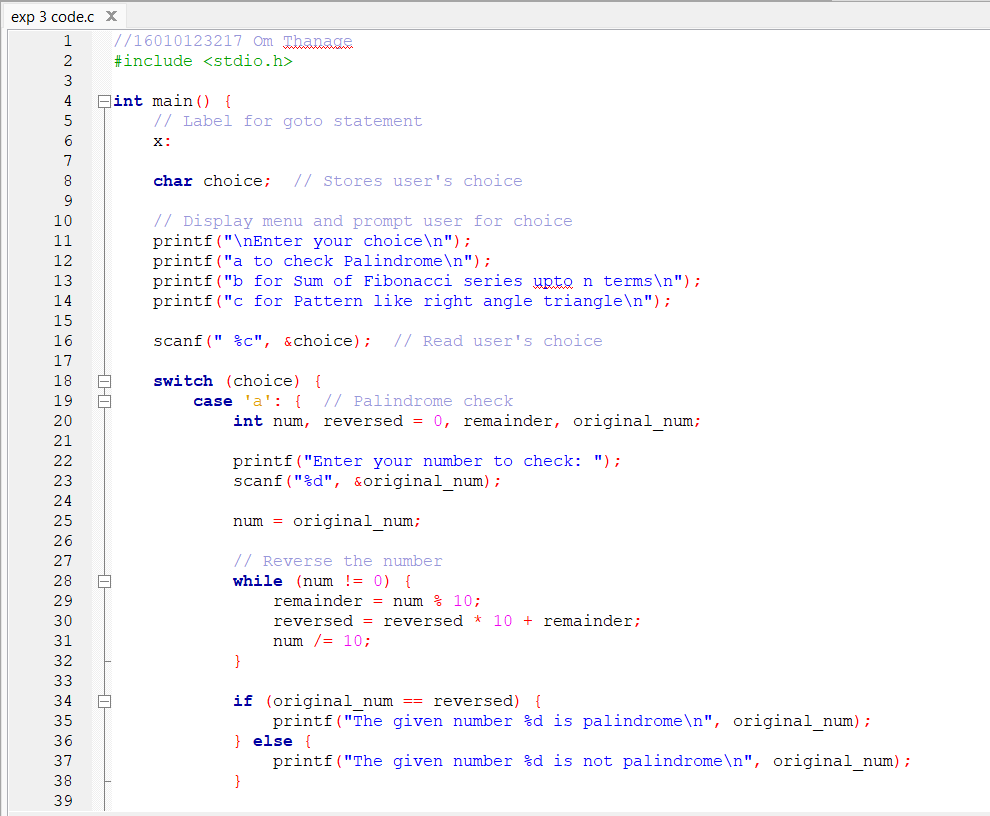 exp 3 code.c X
1 //16010123217 Om Thanage
2 #include <stdio.h>
3
4 int main() {
5     // Label for goto statement
6     x:
7
8     char choice;  // Stores user's choice
9
10     // Display menu and prompt user for choice
11     printf("\nEnter your choice\n");
12     printf("a to check Palindrome\n");
13     printf("b for Sum of Fibonacci series upto n terms\n");
14     printf("c for Pattern like right angle triangle\n");
15
16     scanf(" %c", &choice);  // Read user's choice
17
18     switch (choice) {
19         case 'a': {  // Palindrome check
20             int num, reversed = 0, remainder, original_num;
21
22             printf("Enter your number to check: ");
23             scanf("%d", &original_num);
24
25             num = original_num;
26
27             // Reverse the number
28             while (num != 0) {
29                 remainder = num % 10;
30                 reversed = reversed * 10 + remainder;
31                 num /= 10;
32             }
33
34             if (original_num == reversed) {
35                 printf("The given number %d is palindrome\n", original_num);
36             } else {
37                 printf("The given number %d is not palindrome\n", original_num);
38             }
39